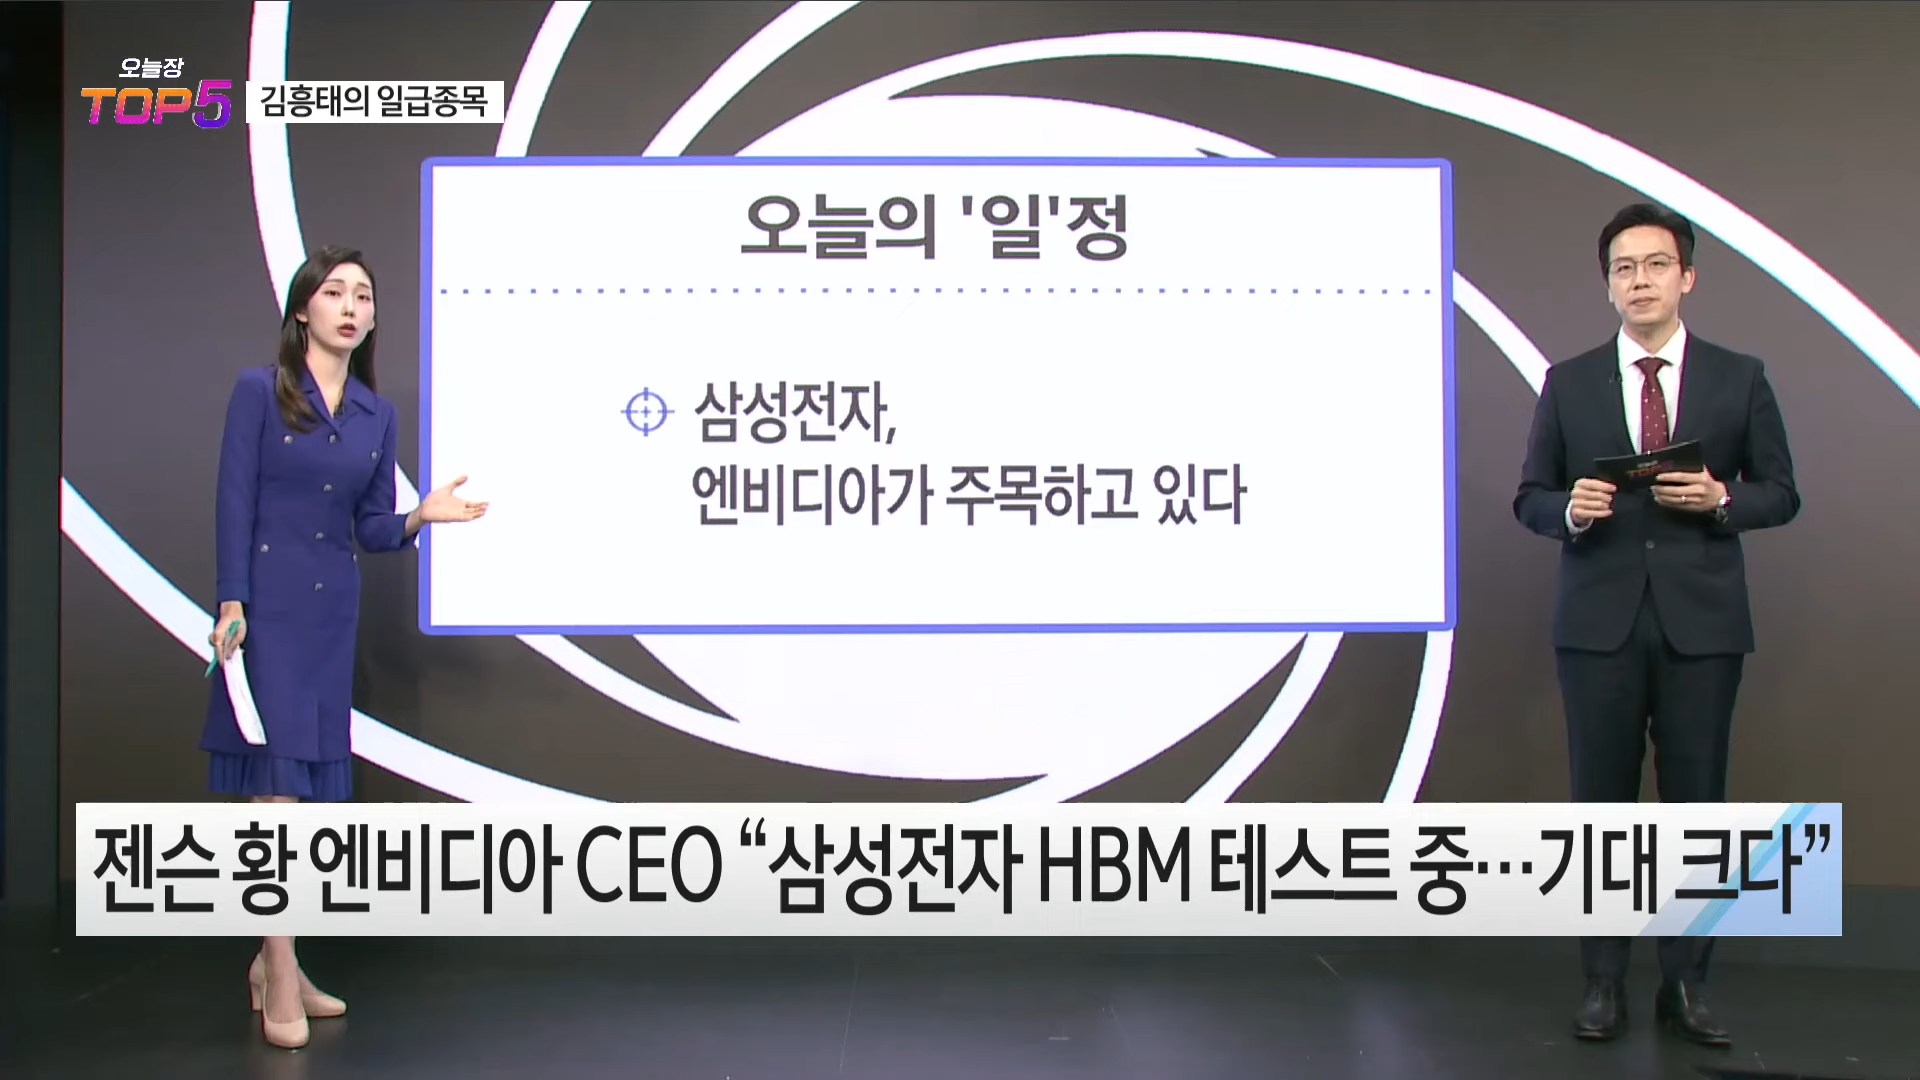 오늘장
TOP5
김흥태의 일급종목
오늘의 '일'정
삼성전자,
엔비디아가 주목하고 있다
TOP5
젠슨 황 엔비디아 CEO “삼성전자 HBM 테스트 중…기대 크다”